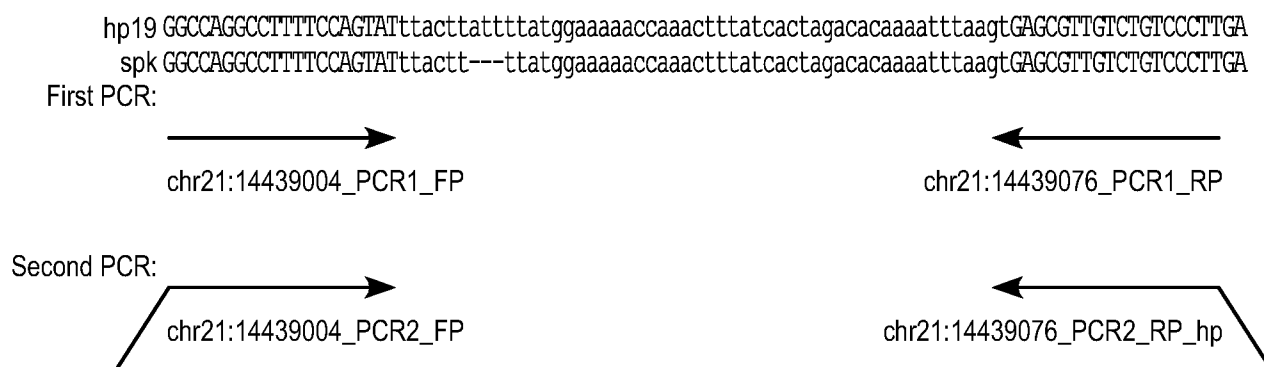 hp19 GGCCAGGCCTTTTCCAGTATttacttattttatggaaaaaccaaactttatcactagacacaaaatttaagtGAGCGTTGTCTGTCCCTTGA
spk GGCCAGGCCTTTTCCAGTATttactt---ttatggaaaaaccaaactttatcactagacacaaaatttaagtGAGCGTTGTCTGTCCCTTGA
First PCR:
chr21:14439004_PCR1_FP chr21:14439076_PCR1_RP
Second PCR:
chr21:14439004_PCR2_FP chr21:14439076_PCR2_RP_hp